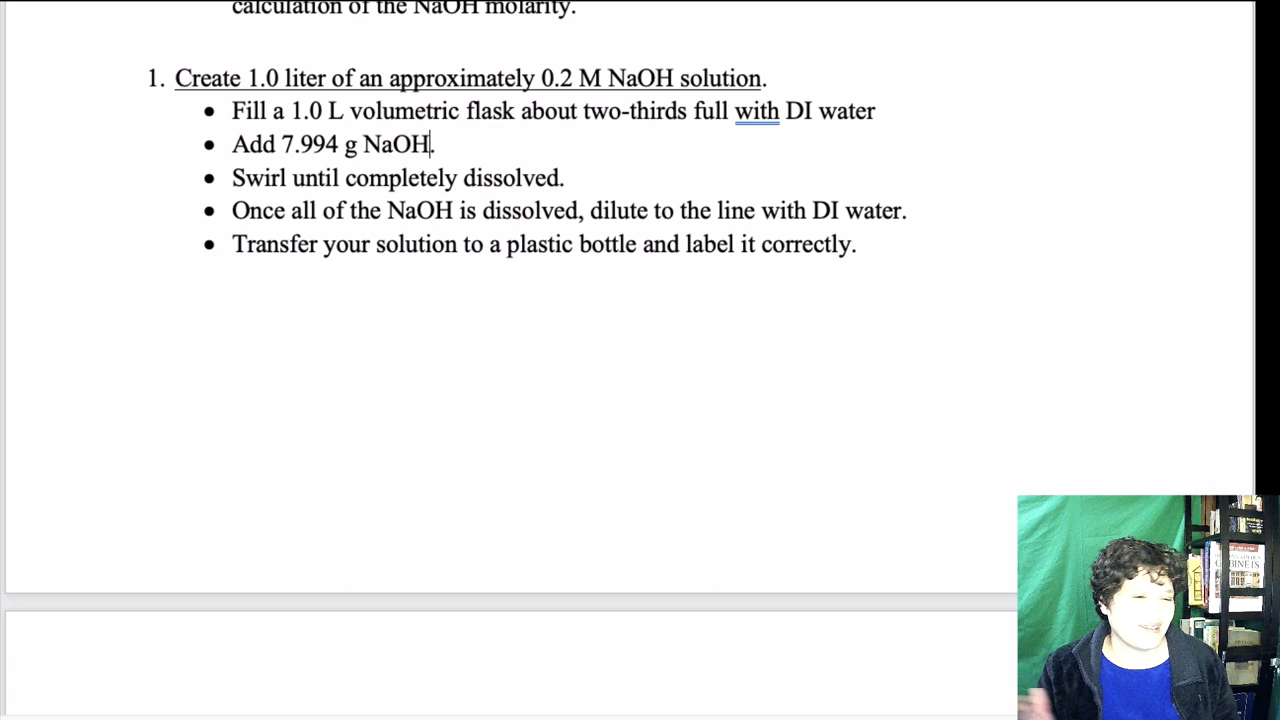 calculation of the NaOH molarity.
1. Create 1.0 liter of an approximately 0.2 M NaOH solution.
• Fill a 1.0 L volumetric flask about two-thirds full with DI water
• Add 7.994 g NaOH.
• Swirl until completely dissolved.
• Once all of the NaOH is dissolved, dilute to the line with DI water.
• Transfer your solution to a plastic bottle and label it correctly.